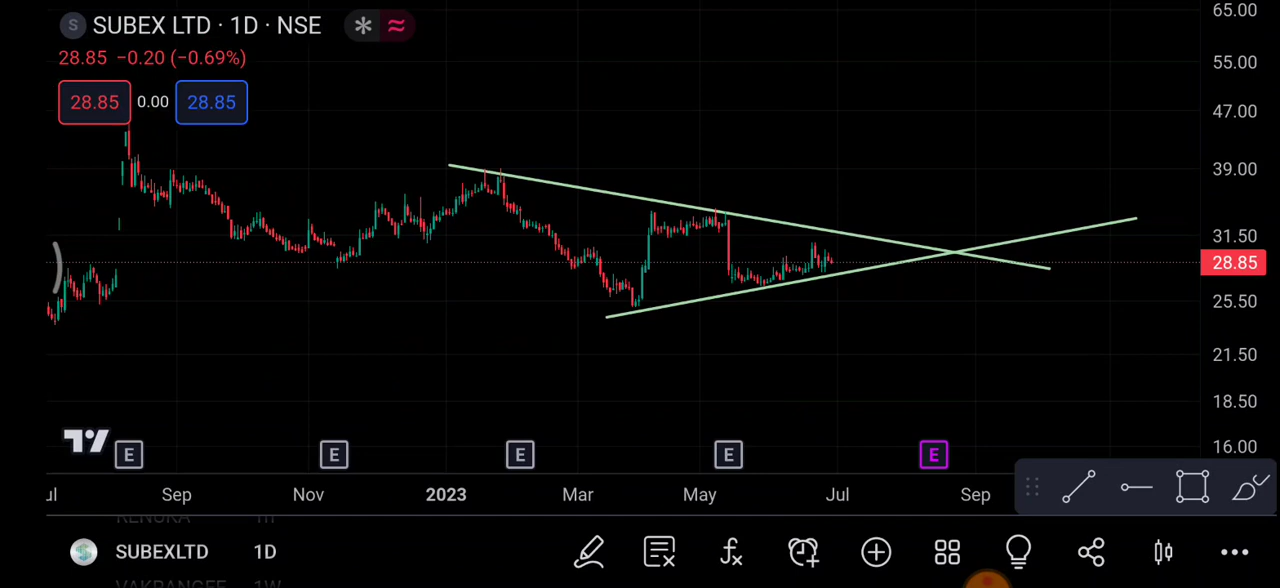 S SUBEX LTD · 1D · NSE
28.85 −0.20 (−0.69%)
28.85 0.00 28.85
65.00
55.00
47.00
39.00
31.50
28.85
25.50
21.50
18.50
16.00
E E E E E
Sep Nov 2023 Mar May Jul Sep
SUBEXLTD 1D